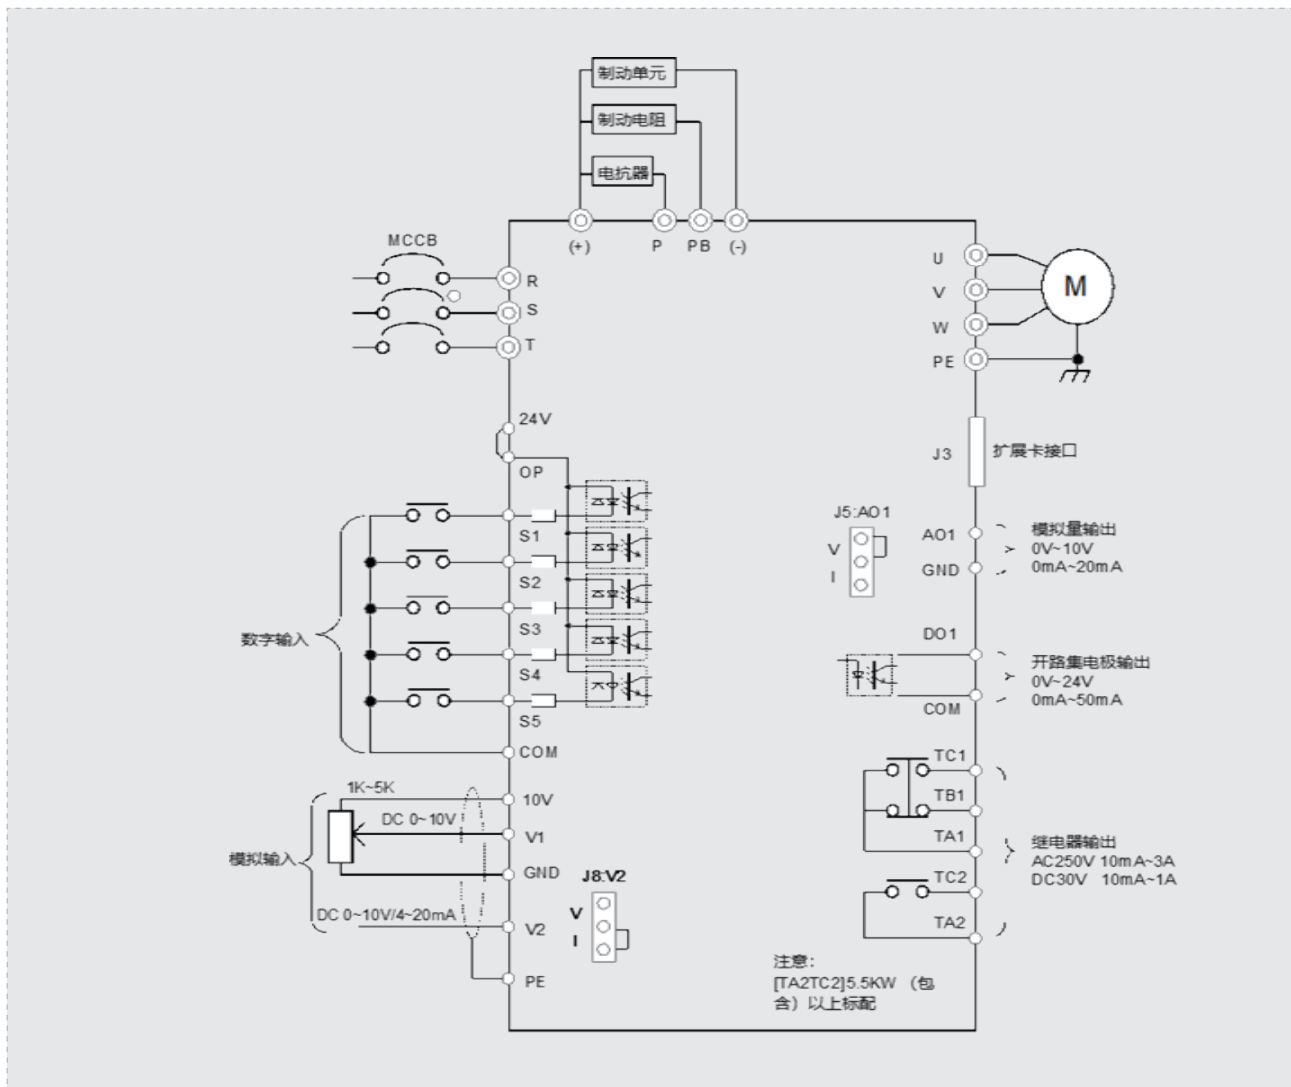 制动单元
制动电阻
电抗器
(+)
P
PB
(-)
MCCB
R
S
T
U
V
W
PE
M
24V
OP
S1
S2
S3
S4
S5
COM
数字输入
J3
扩展卡接口
J5:AO1
V
I
AO1
GND
模拟量输出
0V~10V
0mA~20mA
DO1
COM
开路集电极输出
0V~24V
0mA~50mA
1K~5K
10V
DC 0~10V
V1
模拟输入
GND
DC 0~10V/4~20mA
V2
PE
J8:V2
V
I
TC1
TB1
TA1
TC2
TA2
继电器输出
AC250V 10mA~3A
DC30V 10mA~1A
注意：
[TA2TC2]5.5KW （包
含）以上标配